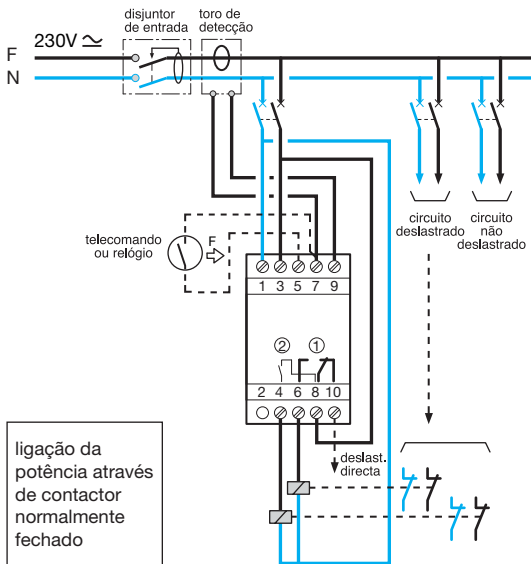 disjuntor
de entrada
toro de
detecção
F
230V
N
telecomando
ou relógio
F
circuito
deslastrado
circuito
não
deslastrado
1 3 5 7 9
2 1
2 4 6 8 10
deslast.
directa
ligação da
potência através
de contactor
normalmente
fechado